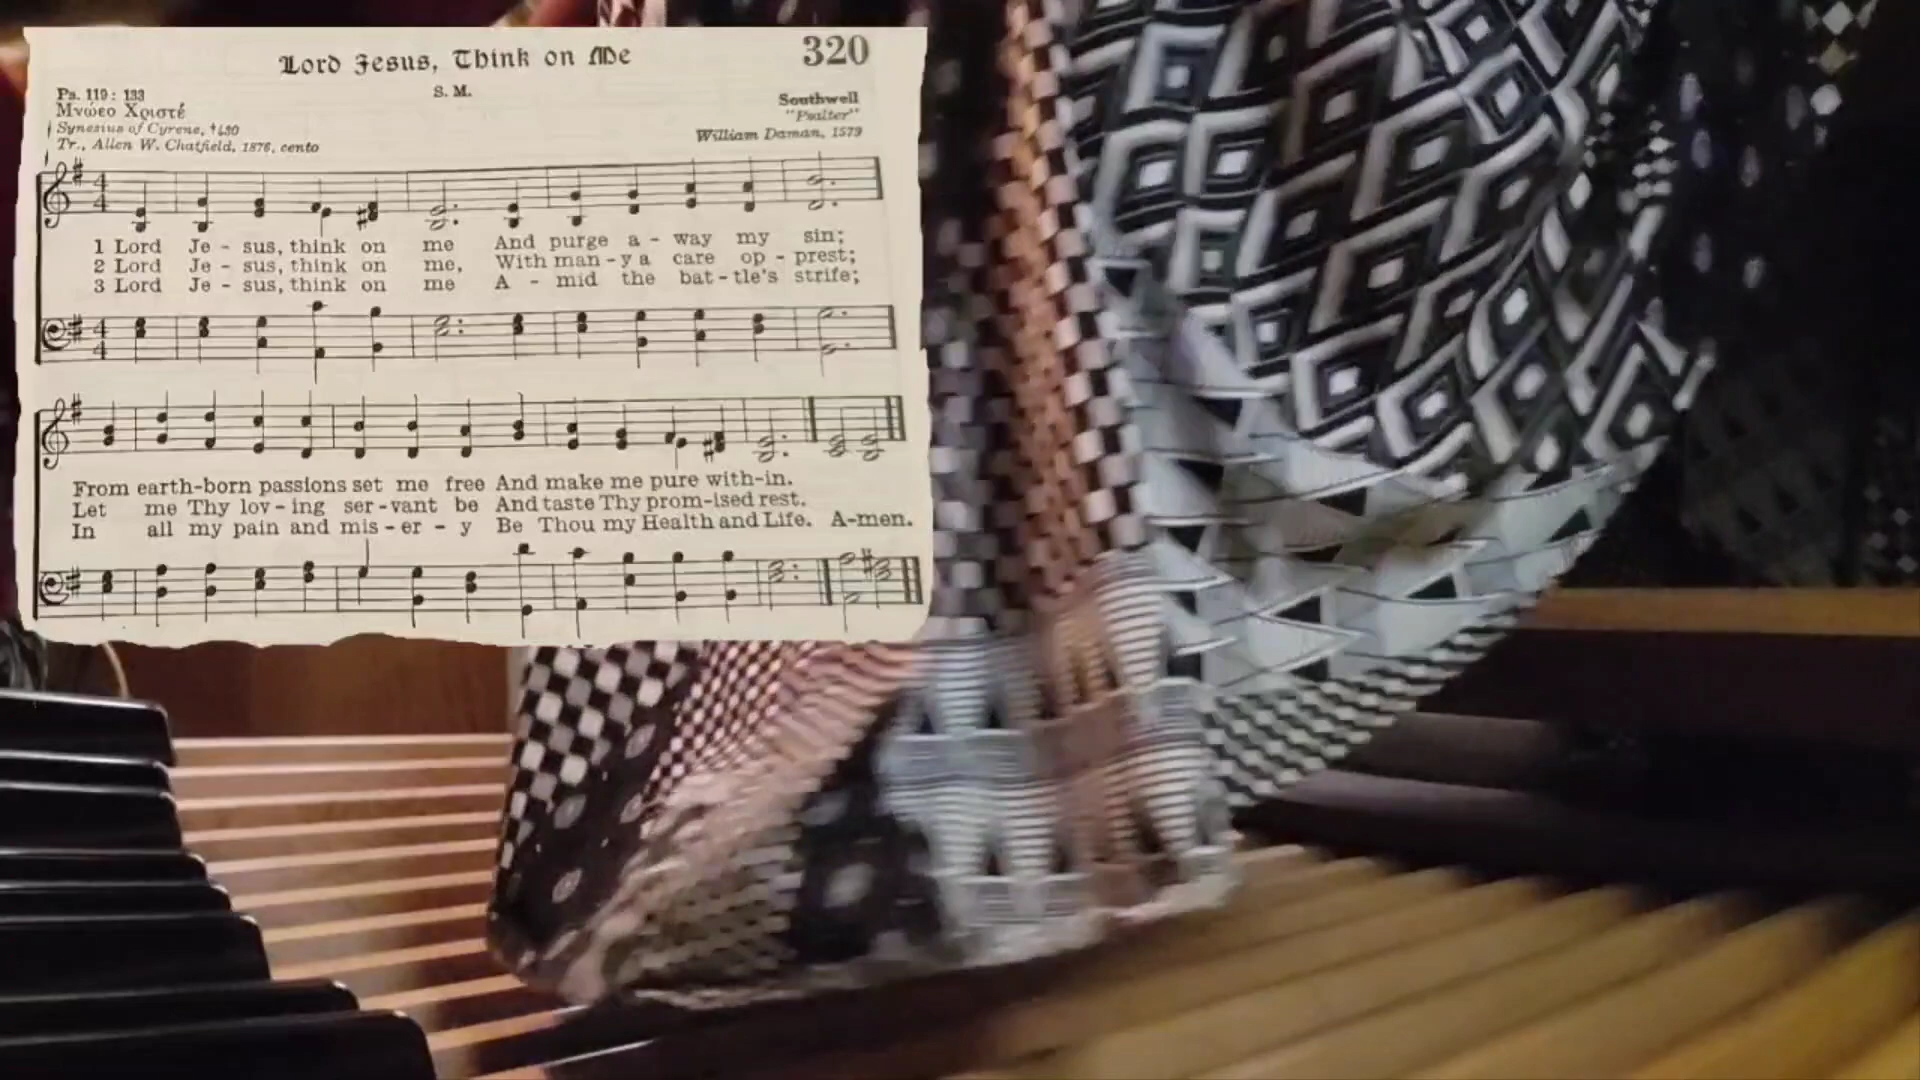 Lord Jesus, Think on Me
320
Ps. 119: 133
S. M.
Μνώεο Χριστέ
Southwell
Synesius of Cyrene, †430
"Psalter"
Tr., Allen W. Chatfield, 1876, cento
William Daman, 1579
4 4
1 Lord Je - sus, think on me And purge a - way my sin;
2 Lord Je - sus, think on me, With man - y a care op - prest;
3 Lord Je - sus, think on me A - mid the bat - tle's strife;
4 4
From earth-born passions set me free And make me pure with-in.
Let me Thy lov - ing ser - vant be And taste Thy prom-ised rest.
In all my pain and mis - er - y Be Thou my Health and Life. A-men.